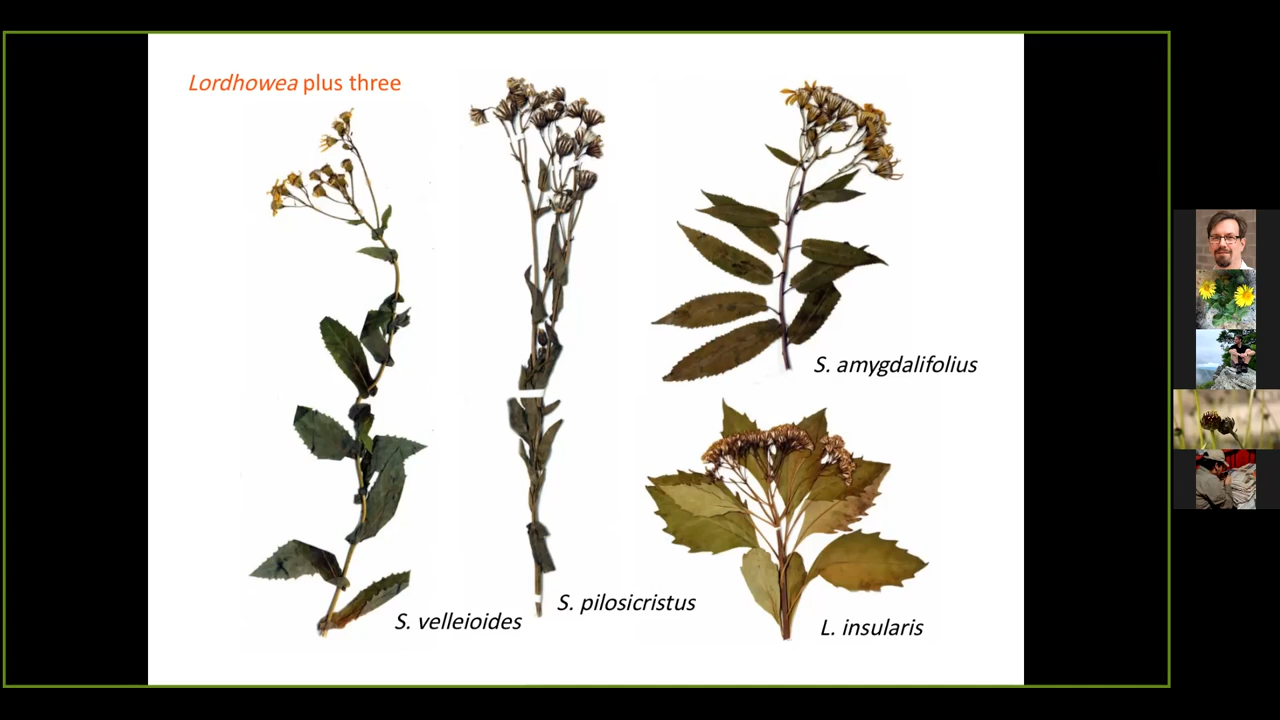 Lordhowea plus three
S. amygdalifolius
S. pilosicristus
S. velleioides
L. insularis